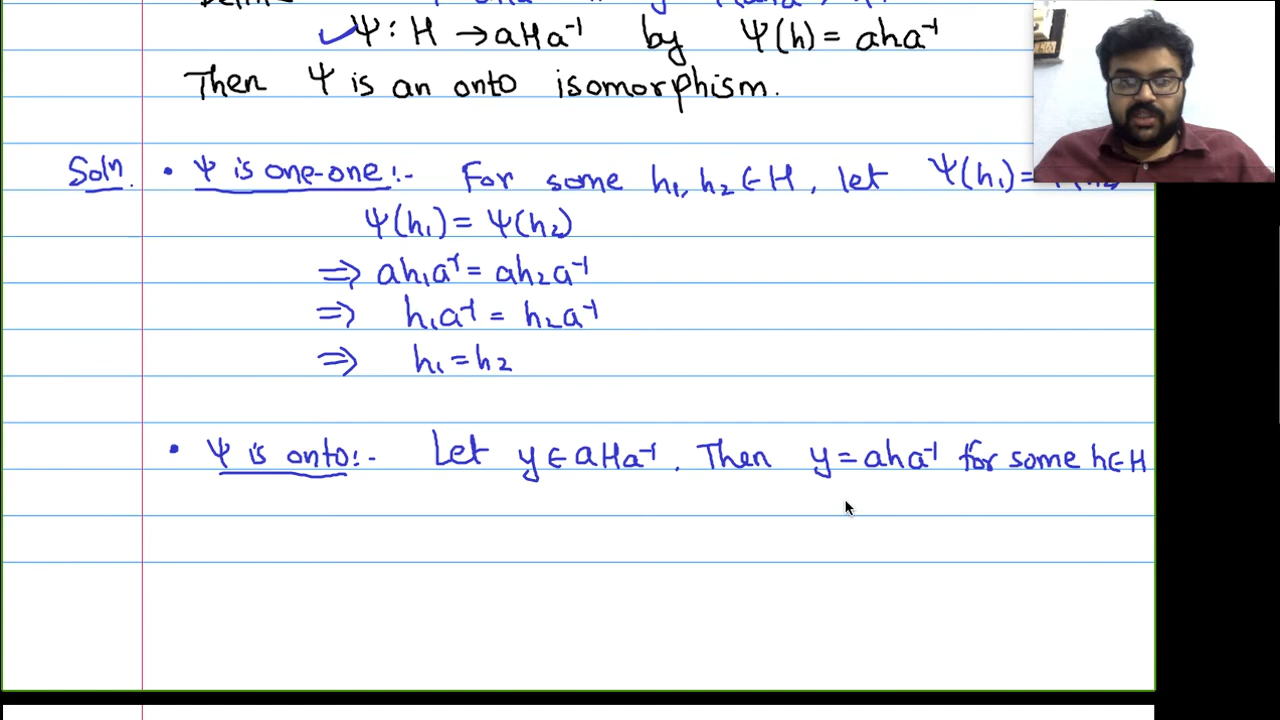 Ψ : H → aHa⁻¹ by Ψ(h) = aha⁻¹
Then Ψ is an onto isomorphism.
Soln. • Ψ is one-one:- For some h₁, h₂ ∈ H, let Ψ(h₁) =
Ψ(h₁) = Ψ(h₂)
⇒ ah₁a⁻¹ = ah₂a⁻¹
⇒ h₁a⁻¹ = h₂a⁻¹
⇒ h₁ = h₂
• Ψ is onto:- Let y ∈ aHa⁻¹. Then y = aha⁻¹ for some h ∈ H